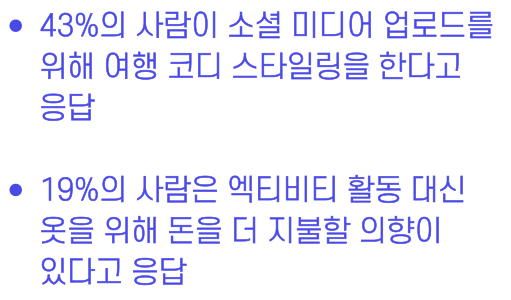 • 43%의 사람이 소셜 미디어 업로드를
위해 여행 코디 스타일링을 한다고
응답
• 19%의 사람은 엑티비티 활동 대신
옷을 위해 돈을 더 지불할 의향이
있다고 응답